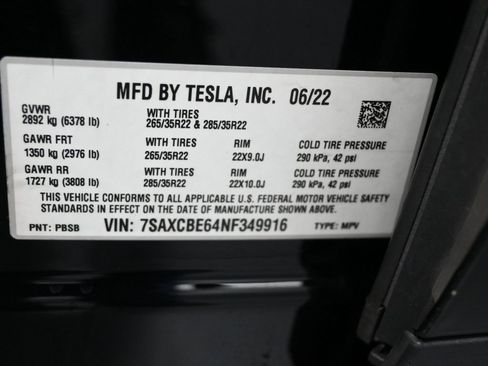 MFD BY TESLA, INC. 06/22
GVWR WITH TIRES
2892 kg (6378 lb) 265/35R22 & 285/35R22
GAWR FRT WITH TIRES RIM COLD TIRE PRESSURE
1350 kg (2976 lb) 265/35R22 22X9.0J 290 kPa, 42 psi
GAWR RR WITH TIRES RIM COLD TIRE PRESSURE
1727 kg (3808 lb) 285/35R22 22X10.0J 290 kPa, 42 psi
THIS VEHICLE CONFORMS TO ALL APPLICABLE U.S. FEDERAL MOTOR VEHICLE SAFETY
STANDARDS IN EFFECT ON THE DATE OF MANUFACTURE SHOWN ABOVE.
PNT: PBSB VIN: 7SAXCBE64NF349916 TYPE: MPV